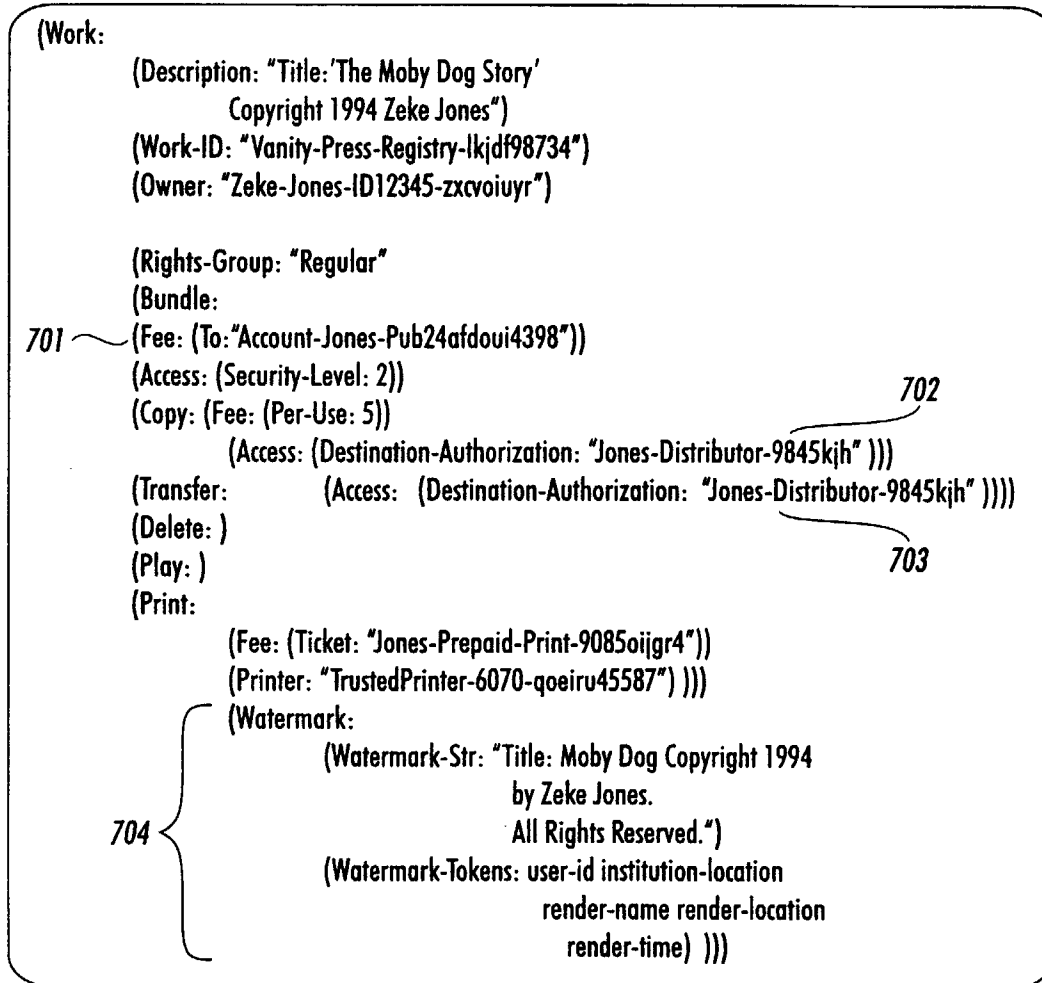 (Work:
(Description: "Title:'The Moby Dog Story'
Copyright 1994 Zeke Jones")
(Work-ID: "Vanity-Press-Registry-lkjdf98734")
(Owner: "Zeke-Jones-ID12345-zxcvoiuyr")
(Rights-Group: "Regular"
(Bundle:
701 (Fee: (To:"Account-Jones-Pub24afdoui4398"))
(Access: (Security-Level: 2))
(Copy: (Fee: (Per-Use: 5))
702
(Access: (Destination-Authorization: "Jones-Distributor-9845kjh" )))
(Transfer: (Access: (Destination-Authorization: "Jones-Distributor-9845kjh" ))))
(Delete: )
703
(Play: )
(Print:
(Fee: (Ticket: "Jones-Prepaid-Print-9085oijgr4"))
(Printer: "TrustedPrinter-6070-qoeiru45587") )))
(Watermark:
(Watermark-Str: "Title: Moby Dog Copyright 1994
by Zeke Jones.
704 All Rights Reserved.")
(Watermark-Tokens: user-id institution-location
render-name render-location
render-time) )))